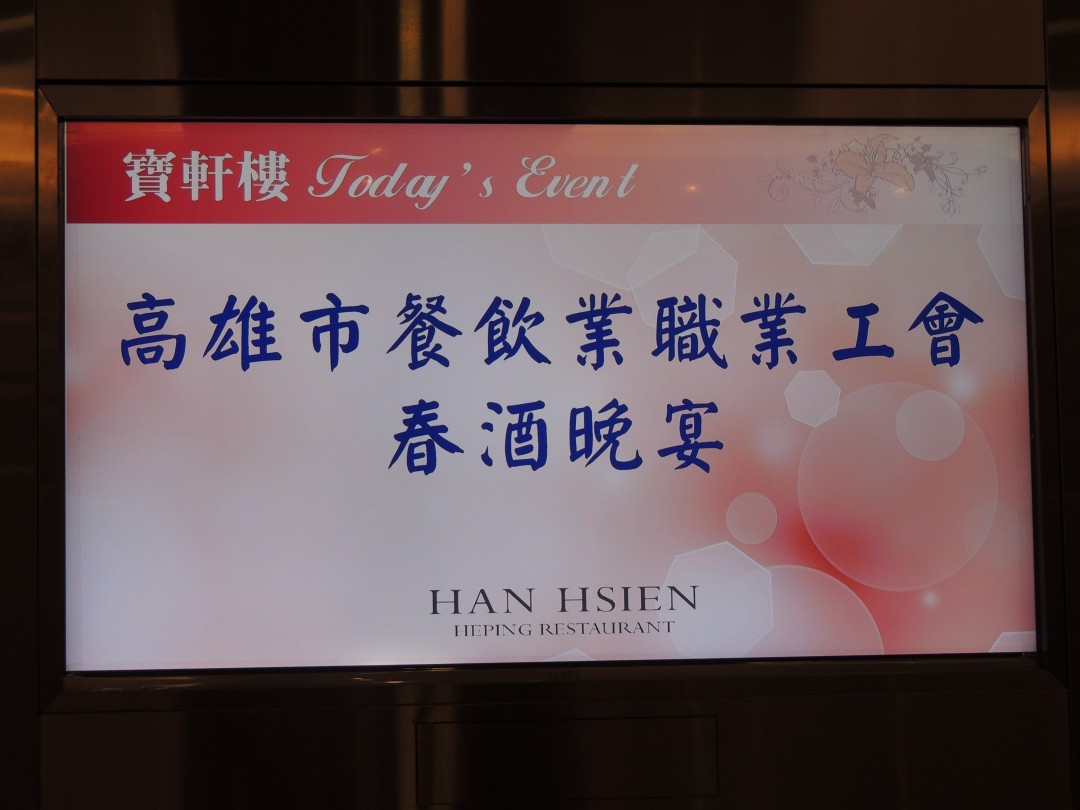 寶軒樓 Today's Event
高雄市餐飲業職業工會
春酒晚宴
HAN HSIEN
HEPING RESTAURANT